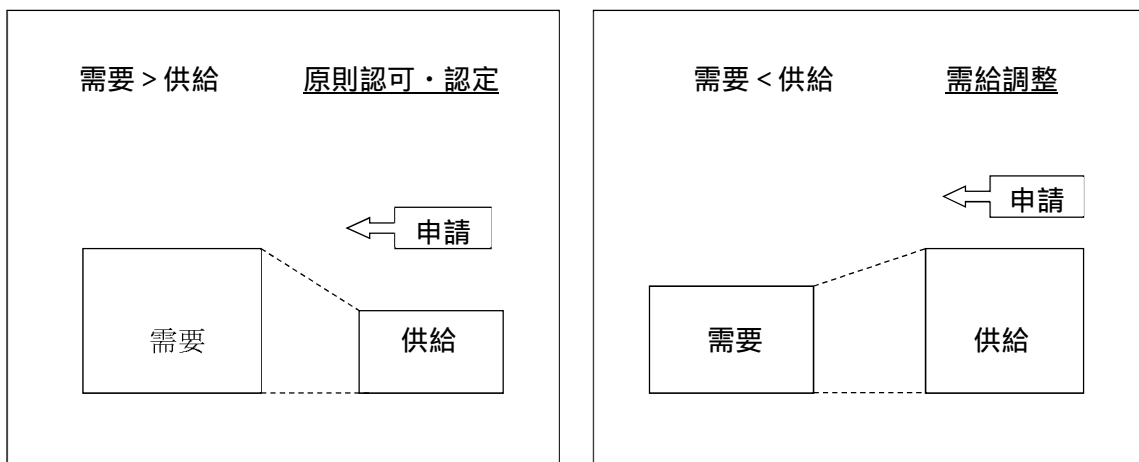 需要 > 供給 原則認可・認定
申請
需要 供給
需要 < 供給 需給調整
申請
需要 供給